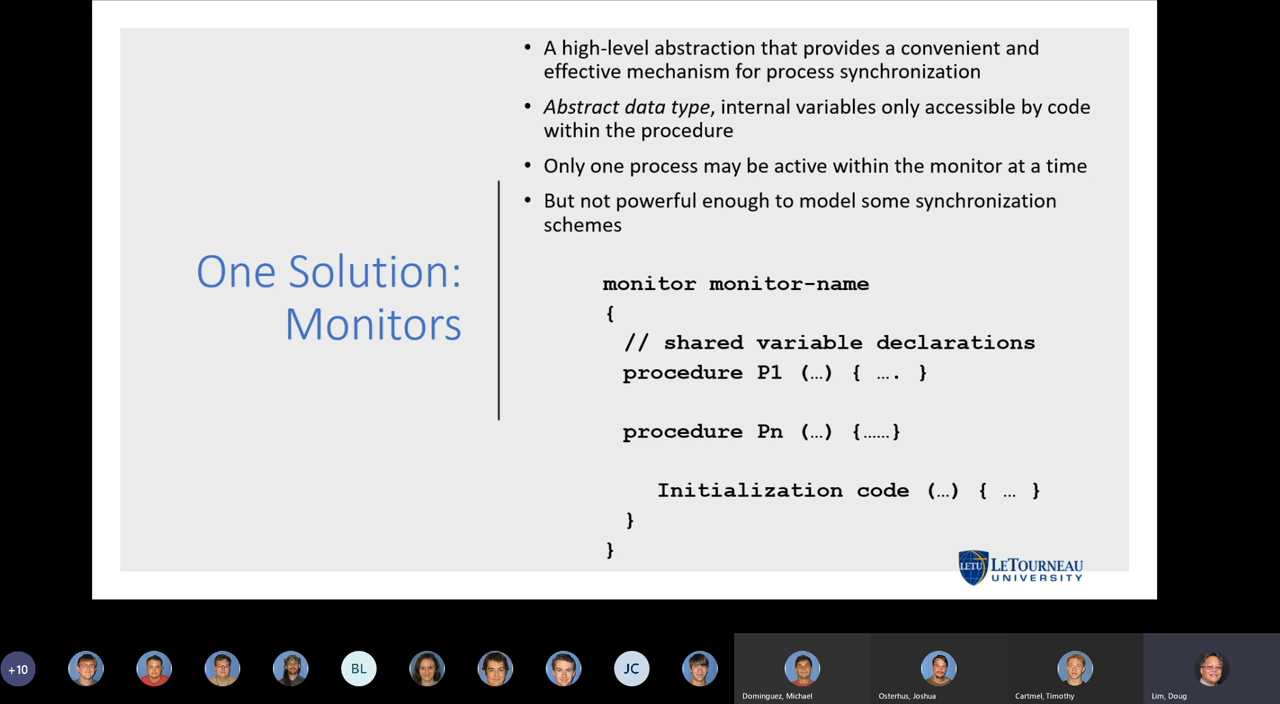 • A high-level abstraction that provides a convenient and
effective mechanism for process synchronization
• Abstract data type, internal variables only accessible by code
within the procedure
• Only one process may be active within the monitor at a time
• But not powerful enough to model some synchronization
schemes
One Solution:
Monitors
monitor monitor-name
{
// shared variable declarations
procedure P1 (…) { …. }
procedure Pn (…) {……}
Initialization code (…) { … }
}
}
LETU LETOURNEAU
UNIVERSITY
+10
BL
JC
Dominguez, Michael
Osterhus, Joshua
Cartmel, Timothy
Lim, Doug